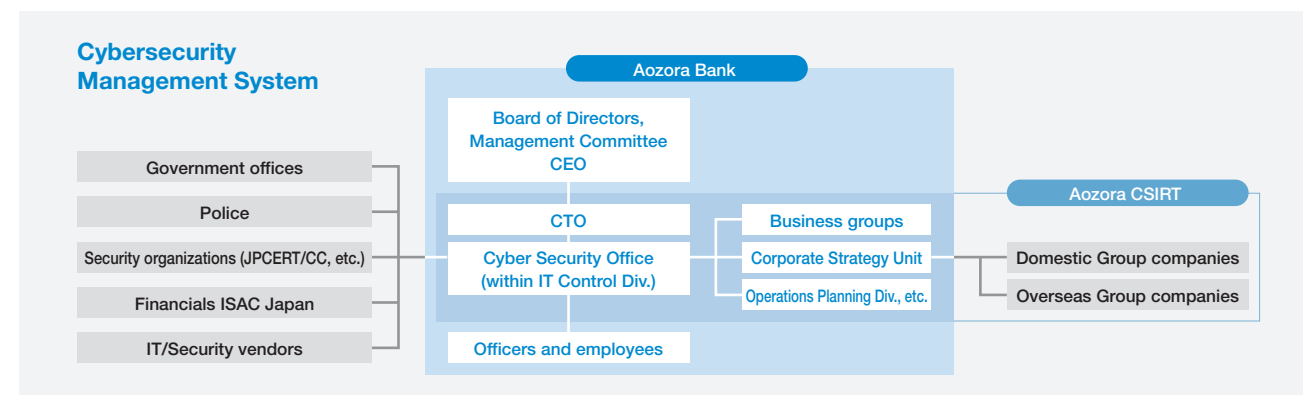 Cybersecurity
Management System
Aozora Bank
Board of Directors,
Management Committee
CEO
Government offices
Police
Security organizations (JPCERT/CC, etc.)
Financials ISAC Japan
IT/Security vendors
CTO
Cyber Security Office
(within IT Control Div.)
Officers and employees
Business groups
Corporate Strategy Unit
Operations Planning Div., etc.
Aozora CSIRT
Domestic Group companies
Overseas Group companies